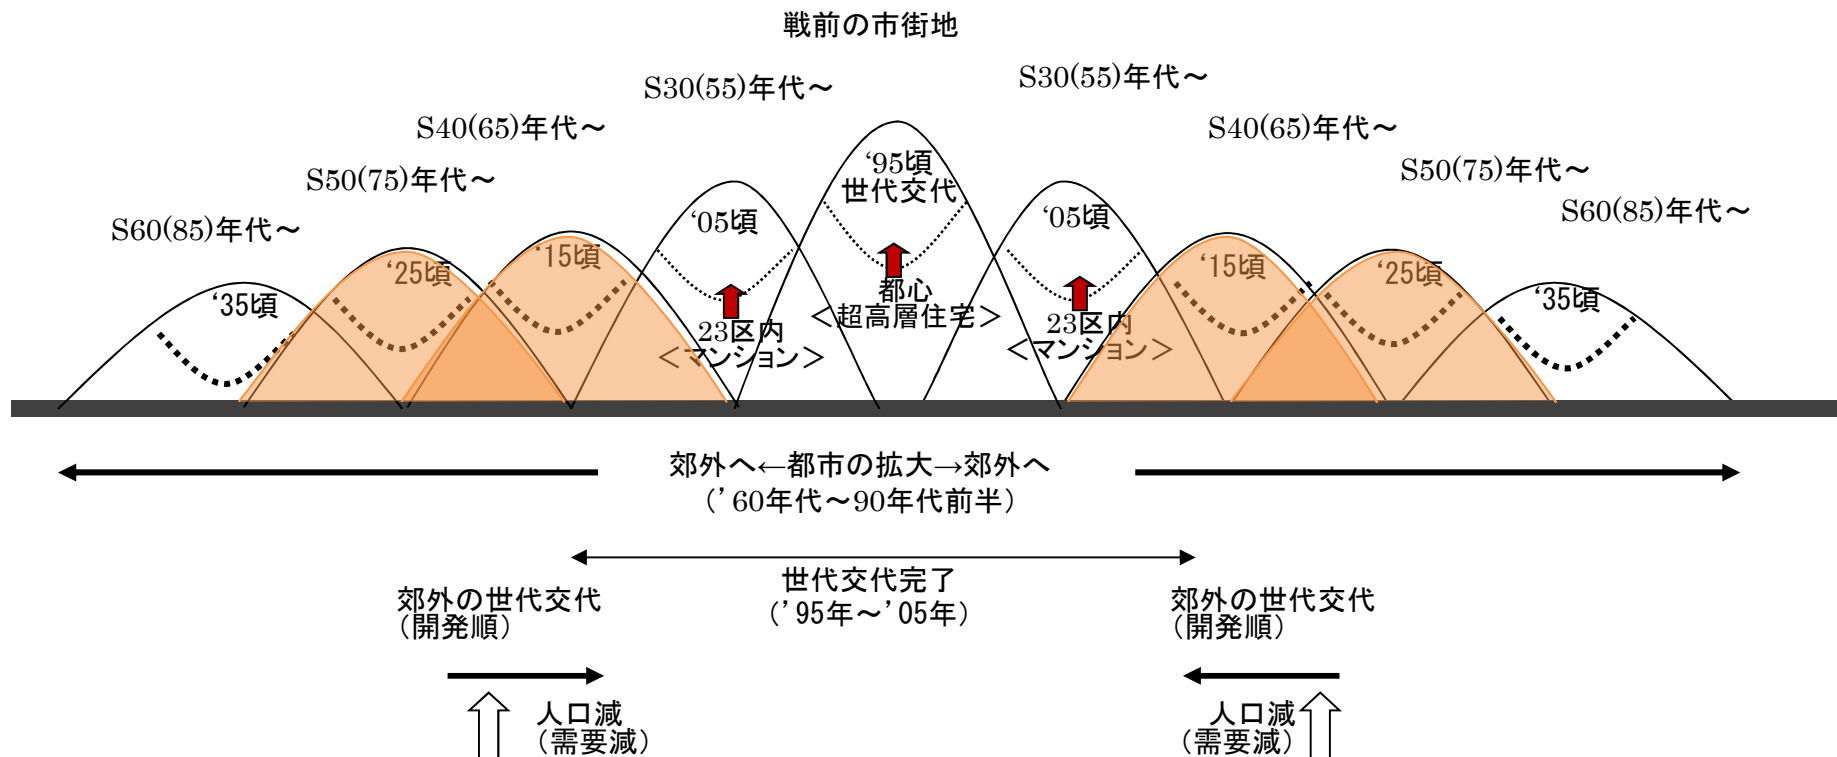 戦前の市街地
S30(55)年代～
S30(55)年代～
S40(65)年代～
S40(65)年代～
S50(75)年代～
S50(75)年代～
S60(85)年代～
S60(85)年代～
‘35頃
‘25頃
‘15頃
‘05頃
‘95頃
世代交代
‘05頃
‘15頃
‘25頃
‘35頃
23区内
＜マンション＞
都心
＜超高層住宅＞
23区内
＜マンション＞
郊外へ←都市の拡大→郊外へ
（’60年代～90年代前半）
世代交代完了
（’95年～’05年）
郊外の世代交代
（開発順）
郊外の世代交代
（開発順）
人口減
（需要減）
人口減
（需要減）